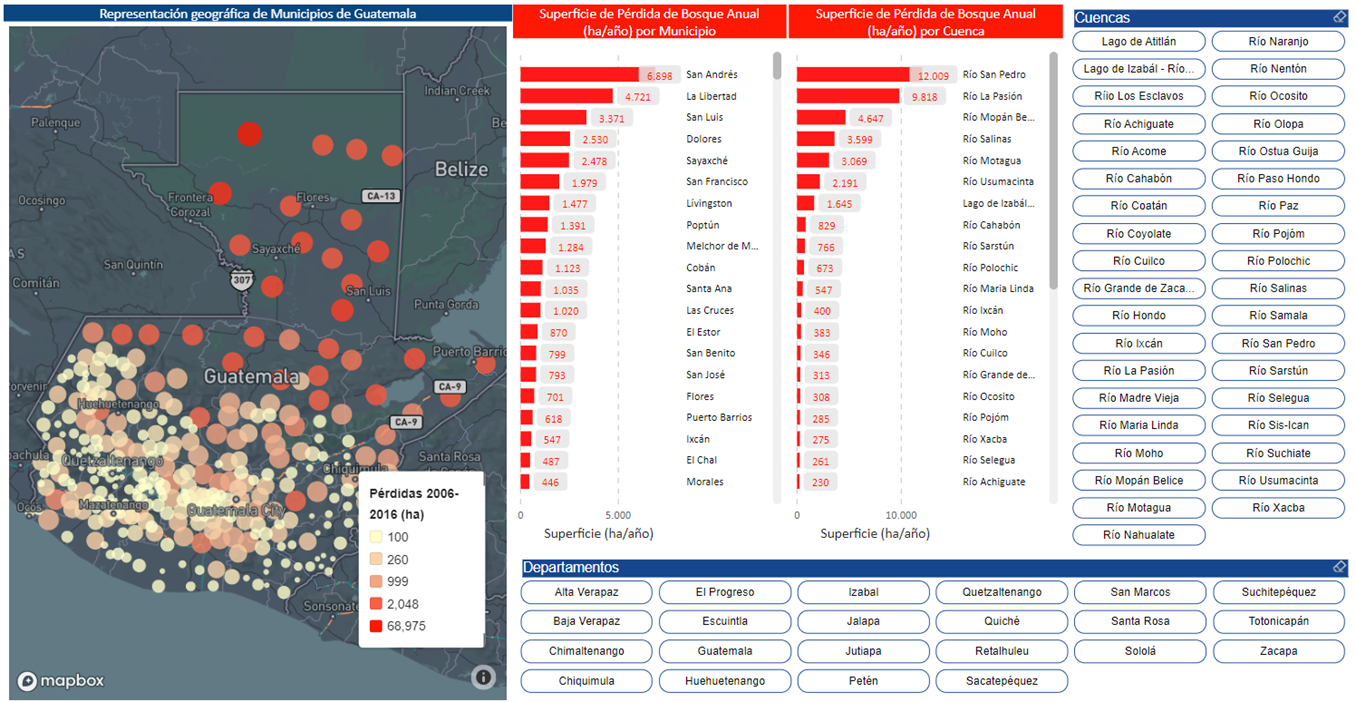 Representación geográfica de Municipios de Guatemala
Indian Creek
Palenque
Be
Belize
Ocosingo
Frontera
Corozal
Flores
CA-13
AS
San Quintín
Sayaxché
Comitán
307
San Luis
Punta Gorda
Puerto Barrio
Guatemala
CA-9
orvenir
Huehuetenango
CA-9
pachula
Quetzaltenango
Chiquimula
Santa Rosa
de Copán
Ocós
Mazatenango
Guatemala City
Sonsonate
Pérdidas 2006-
2016 (ha)
100
260
999
2,048
68,975
mapbox
Superficie de Pérdida de Bosque Anual
(ha/año) por Municipio
6.898 San Andrés
4.721 La Libertad
3.371 San Luis
2.530 Dolores
2.478 Sayaxché
1.979 San Francisco
1.477 Livingston
1.391 Poptún
1.284 Melchor de M...
1.123 Cobán
1.035 Santa Ana
1.020 Las Cruces
870 El Estor
799 San Benito
793 San José
701 Flores
618 Puerto Barrios
547 Ixcán
487 El Chal
446 Morales
0 5.000
Superficie (ha/año)
Superficie de Pérdida de Bosque Anual
(ha/año) por Cuenca
12.009 Río San Pedro
9.818 Río La Pasión
4.647 Río Mopán Be...
3.599 Río Salinas
3.069 Río Motagua
2.191 Río Usumacinta
1.645 Lago de Izabál...
829 Río Cahabón
766 Río Sarstún
673 Río Polochic
547 Río Maria Linda
400 Río Ixcán
383 Río Moho
346 Río Cuilco
313 Río Grande de...
308 Río Ocosito
285 Río Pojóm
275 Río Xacba
261 Río Selegua
230 Río Achiguate
0 10.000
Superficie (ha/año)
Cuencas
Lago de Atitlán Río Naranjo
Lago de Izabál - Río... Río Nentón
Riío Los Esclavos Río Ocosito
Río Achiguate Río Olopa
Río Acome Río Ostua Guija
Río Cahabón Río Paso Hondo
Río Coatán Río Paz
Río Coyolate Río Pojóm
Río Cuilco Río Polochic
Río Grande de Zaca... Río Salinas
Río Hondo Río Samala
Río Ixcán Río San Pedro
Río La Pasión Río Sarstún
Río Madre Vieja Río Selegua
Río Maria Linda Río Sis-Ican
Río Moho Río Suchiate
Río Mopán Belice Río Usumacinta
Río Motagua Río Xacba
Río Nahualate
Departamentos
Alta Verapaz El Progreso Izabal Quetzaltenango San Marcos Suchitepéquez
Baja Verapaz Escuintla Jalapa Quiché Santa Rosa Totonicapán
Chimaltenango Guatemala Jutiapa Retalhuleu Sololá Zacapa
Chiquimula Huehuetenango Petén Sacatepéquez